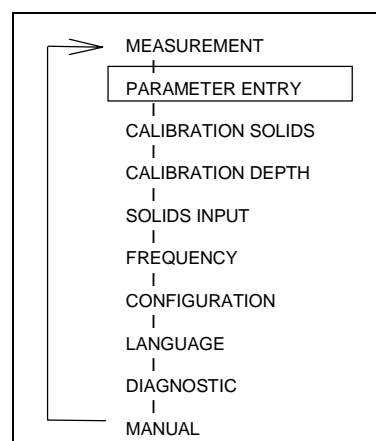 MEASUREMENT
PARAMETER ENTRY
CALIBRATION SOLIDS
CALIBRATION DEPTH
SOLIDS INPUT
FREQUENCY
CONFIGURATION
LANGUAGE
DIAGNOSTIC
MANUAL